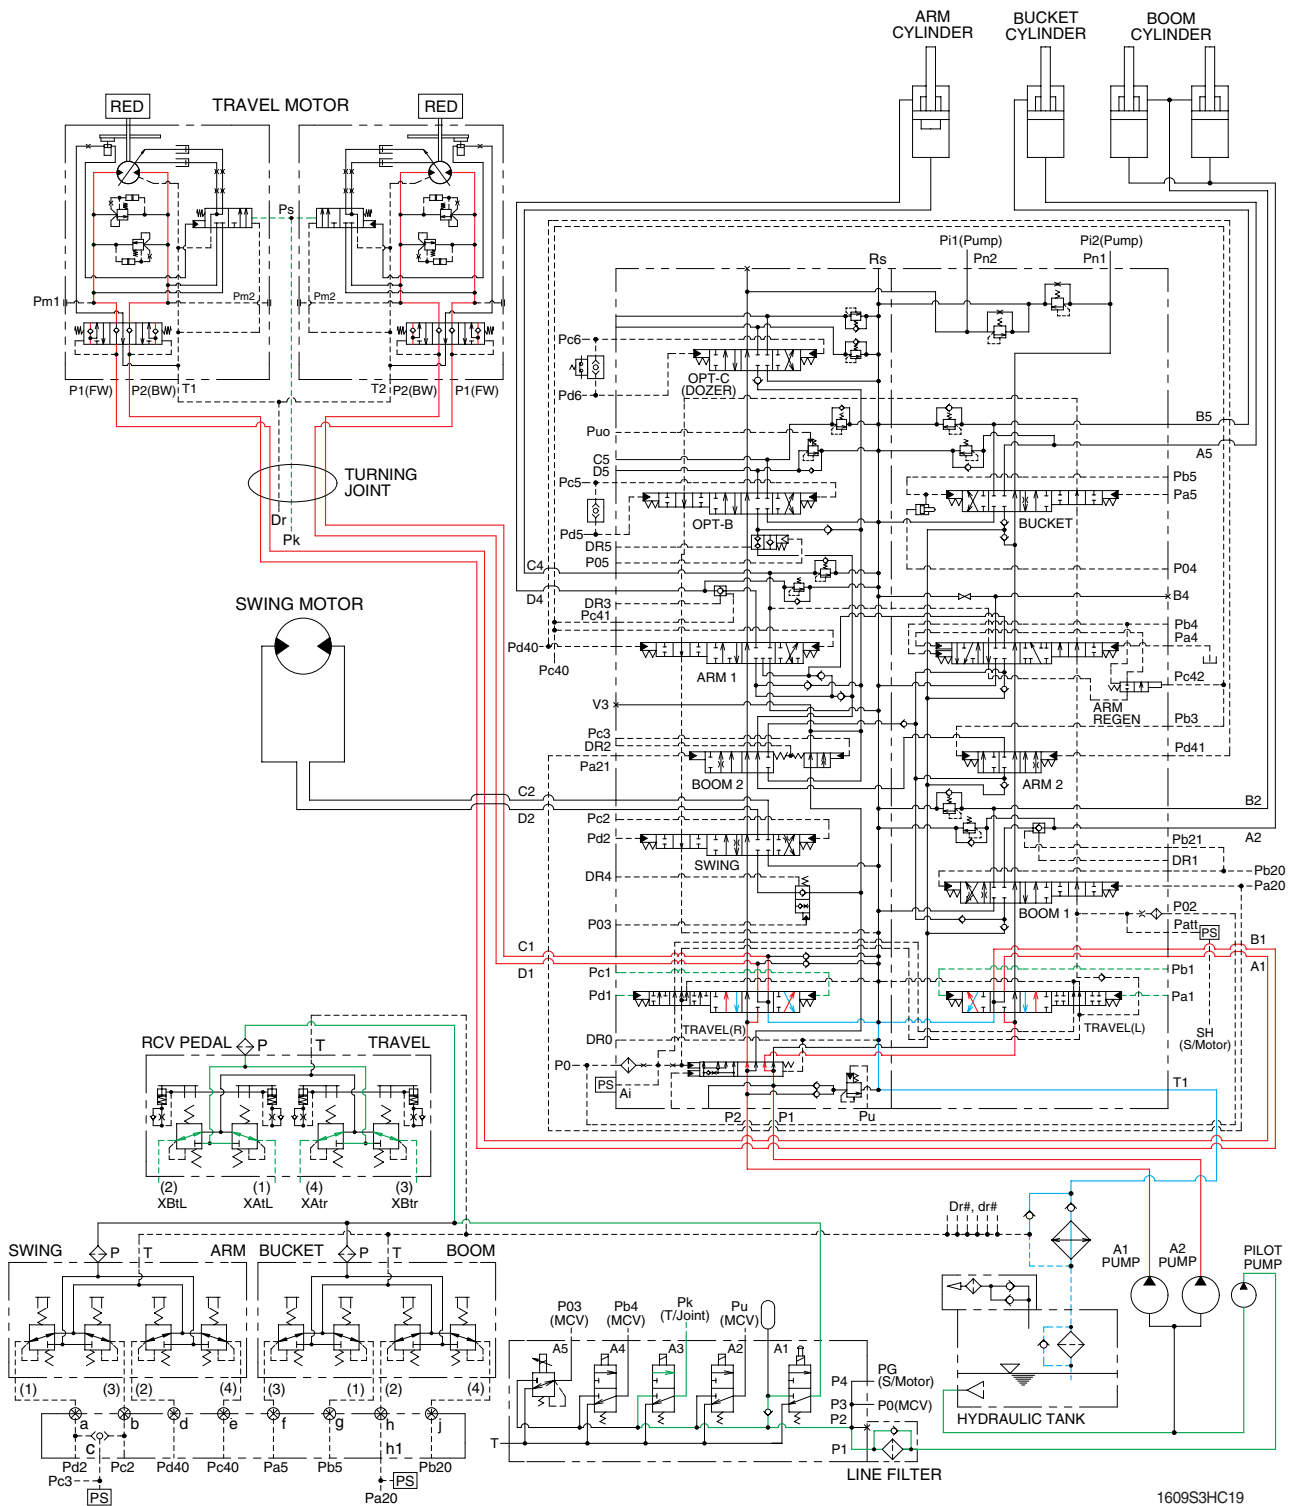 ARM
CYLINDER
BUCKET
CYLINDER
BOOM
CYLINDER
RED
TRAVEL MOTOR
RED
Ps
Pm1
Pm2
Pm2
P1(FW)
P2(BW)
T1
T2
P2(BW)
P1(FW)
TURNING
JOINT
Dr
Pk
SWING MOTOR
Pi1(Pump)
Pn2
Pi2(Pump)
Pn1
Rs
Pc6
OPT-C
(DOZER)
Pd6
Puo
C5
D5
Pc5
OPT-B
Pd5
DR5
P05
C4
D4
DR3
Pc41
Pd40
Pc40
ARM 1
V3
Pc3
DR2
Pa21
BOOM 2
C2
D2
Pc2
Pd2
SWING
DR4
P03
C1
D1
Pc1
Pd1
TRAVEL(R)
DR0
P0
PS
Ai
P2
P1
Pu
B5
A5
Pb5
Pa5
BUCKET
P04
B4
Pb4
Pa4
Pc42
ARM
REGEN
Pb3
Pd41
ARM 2
B2
A2
Pb21
DR1
Pb20
Pa20
BOOM 1
P02
Patt
PS
B1
A1
Pb1
Pa1
TRAVEL(L)
SH
(S/Motor)
T1
RCV PEDAL
P
T
TRAVEL
(2)
XBtL
(1)
XAtL
(4)
XAtr
(3)
XBtr
SWING
P
T
ARM
BUCKET
P
T
BOOM
(1)
(3)
(2)
(4)
(3)
(1)
(2)
(4)
a
b
d
e
f
g
h
j
c
h1
Pd2
Pc2
Pd40
Pc40
Pa5
Pb5
Pb20
Pc3
PS
PS
Pa20
P03
(MCV)
Pb4
(MCV)
Pk
(T/Joint)
Pu
(MCV)
A5
A4
A3
A2
A1
T
P4
PG
(S/Motor)
P3
P0(MCV)
P2
P1
LINE FILTER
Dr#, dr#
A1
PUMP
A2
PUMP
PILOT
PUMP
HYDRAULIC TANK
1609S3HC19